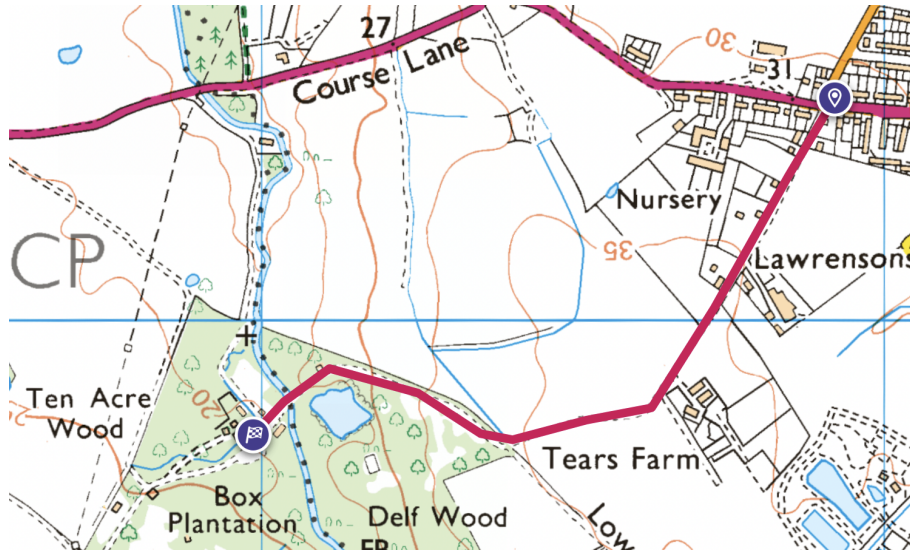 27
Course Lane
30
31
Nursery
35
CP
Lawrensons
20
Ten Acre
Wood
Tears Farm
Box
Plantation
Delf Wood
Low
FB